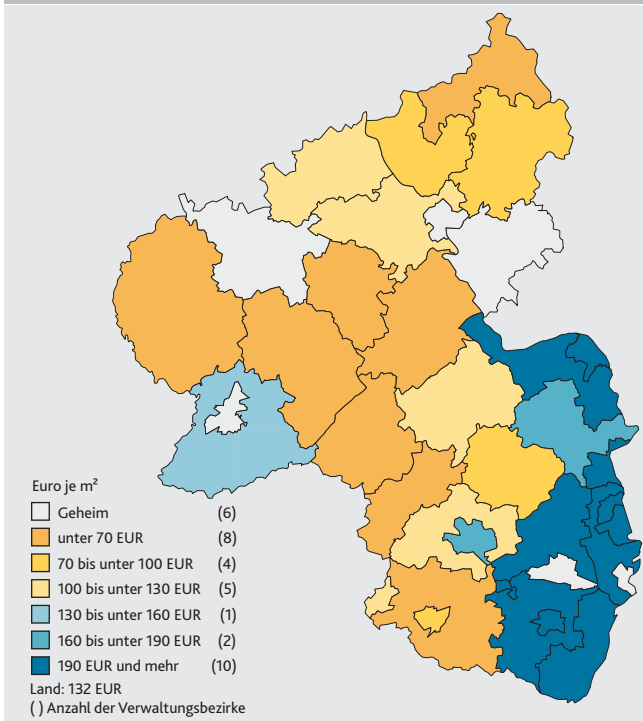 Euro je m²
Geheim (6)
unter 70 EUR (8)
70 bis unter 100 EUR (4)
100 bis unter 130 EUR (5)
130 bis unter 160 EUR (1)
160 bis unter 190 EUR (2)
190 EUR und mehr (10)
Land: 132 EUR
( ) Anzahl der Verwaltungsbezirke